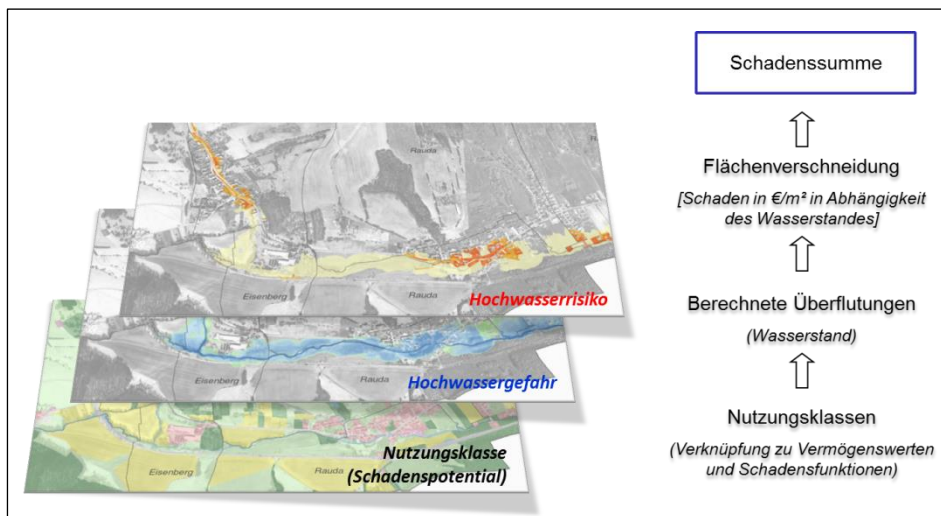 Rauda
N.
Eisenberg
Rauda
Hochwasserrisiko
Eisenberg
Rauda
Hochwassergefahr
Eisenberg
Rauda
Nutzungsklasse
(Schadenspotential)
Schadenssumme
Flächenverschneidung
[Schaden in €/m² in Abhängigkeit
des Wasserstandes]
Berechnete Überflutungen
(Wasserstand)
Nutzungsklassen
(Verknüpfung zu Vermögenswerten
und Schadensfunktionen)